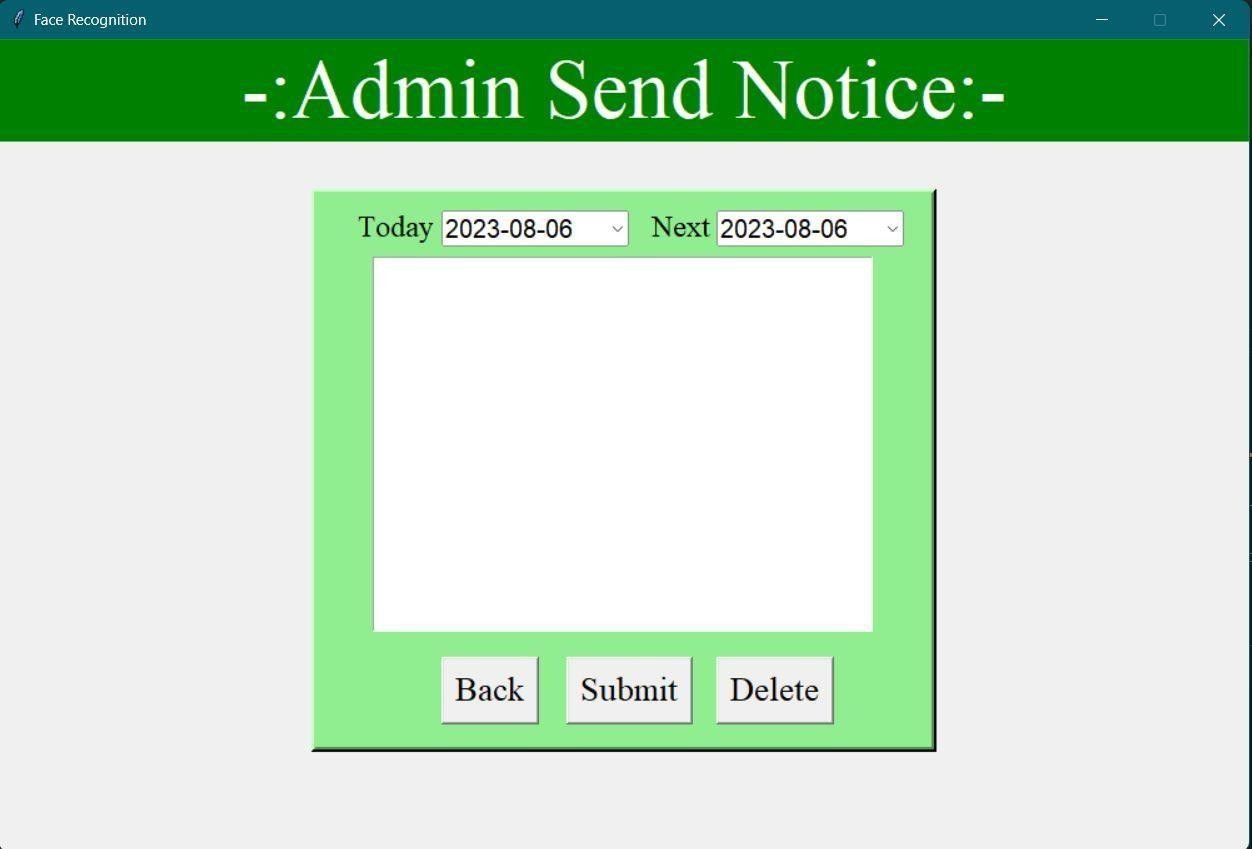 Face Recognition
-:Admin Send Notice:-
Today 2023-08-06 Next 2023-08-06
Back Submit Delete